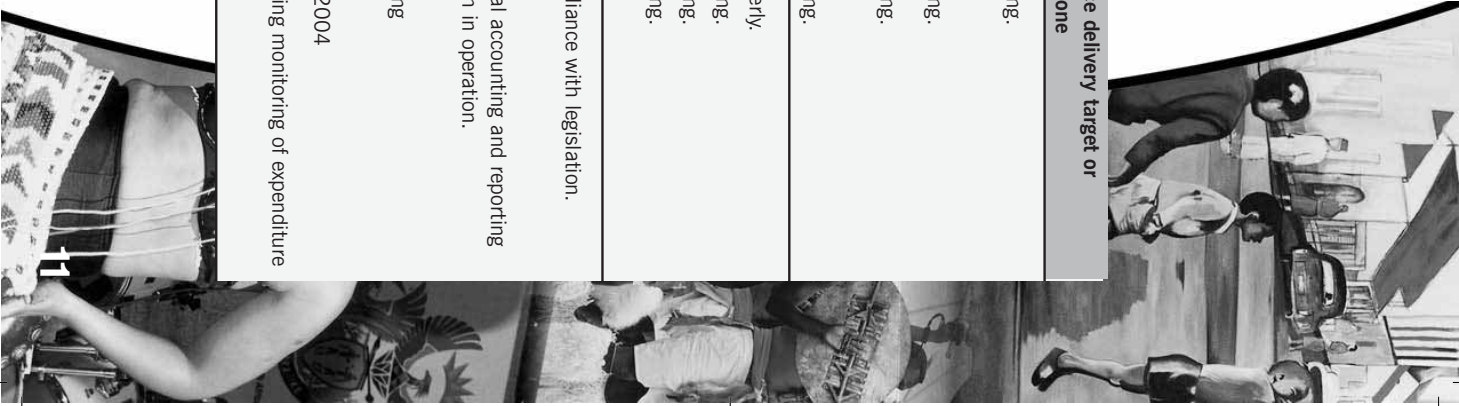 ce delivery target or
one
ng.
ng.
ng.
ng.
erly.
ng.
ng.
ng.
liance with legislation.
al accounting and reporting
n in operation.
ng
2004
ing monitoring of expenditure
11